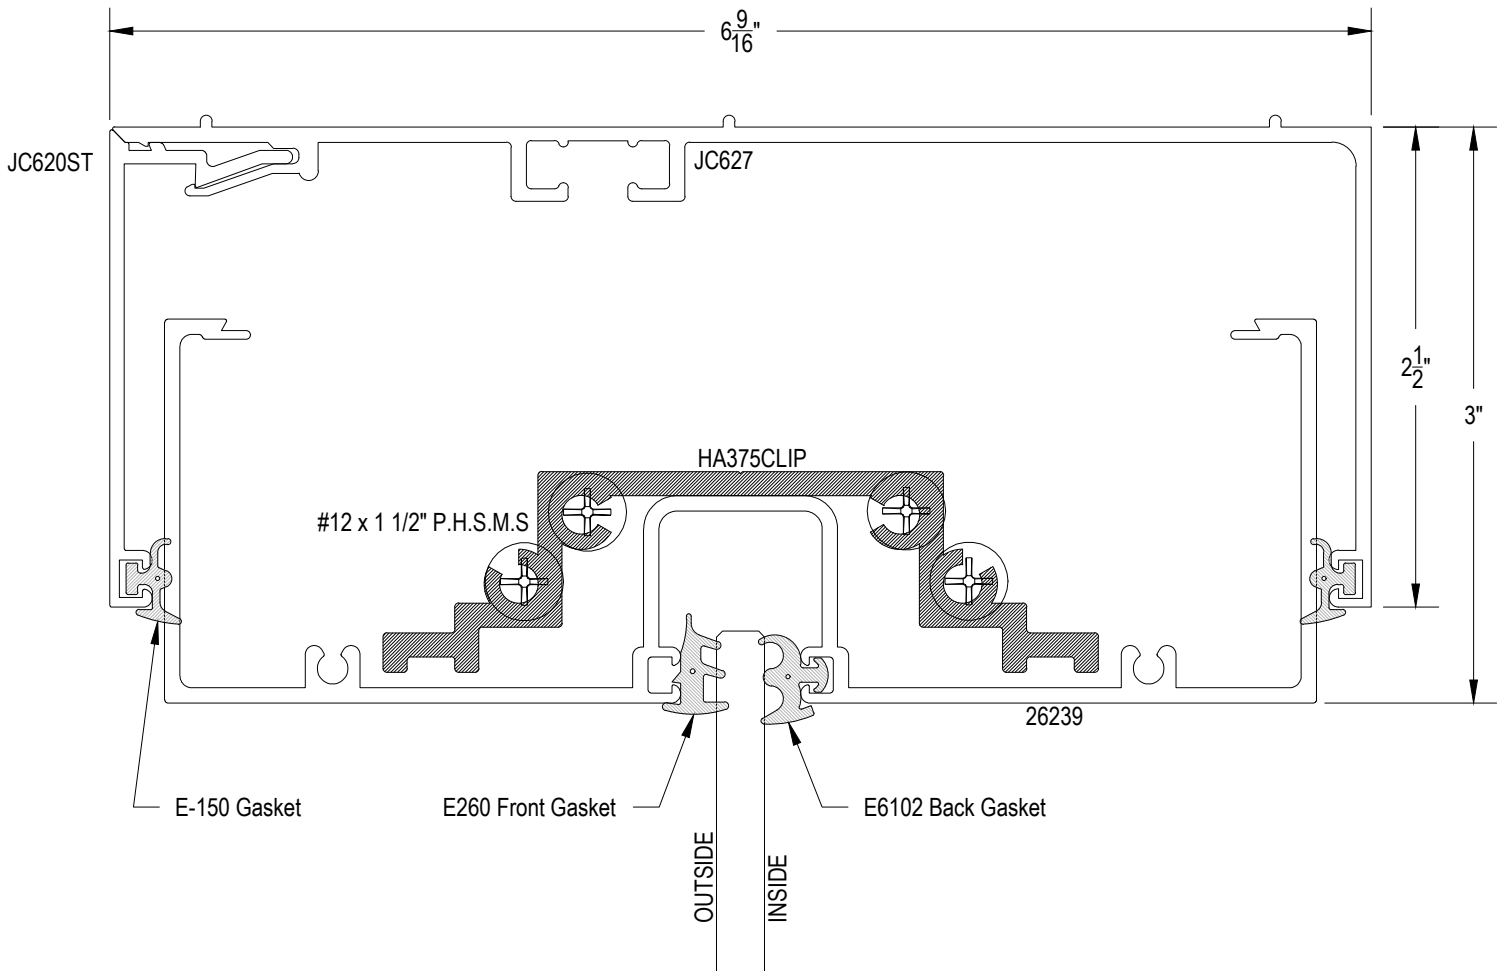 6 9/16"
JC620ST
JC627
2 1/2"
3"
HA375CLIP
#12 x 1 1/2" P.H.S.M.S
26239
E-150 Gasket
E260 Front Gasket
E6102 Back Gasket
OUTSIDE
INSIDE